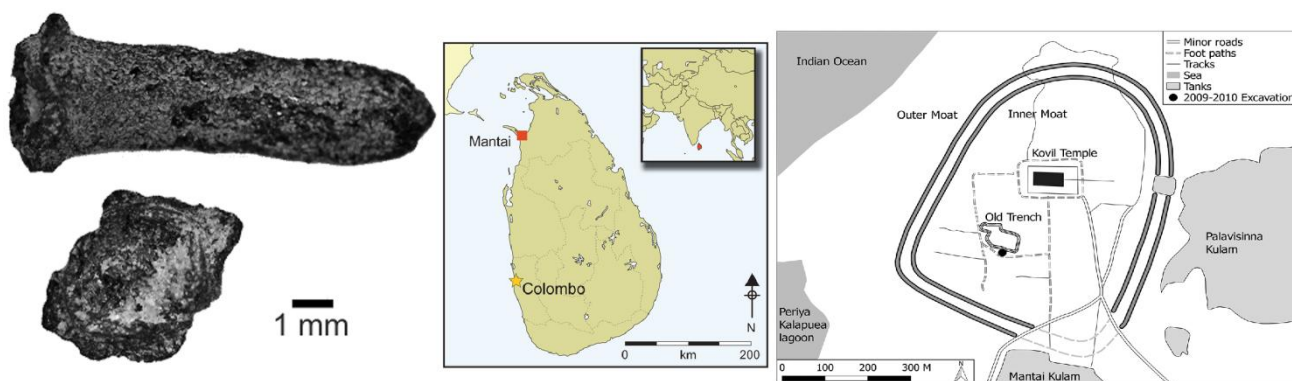 1 mm
Mantai
Colombo
N
0 km 200
Indian Ocean
Minor roads
Foot paths
Tracks
Sea
Tanks
2009-2010 Excavation
Outer Moat
Inner Moat
Kovil Temple
Old Trench
Palavisinna
Kulam
Periya
Kalapuea
lagoon
0 100 200 300 M
N
Mantai Kulam